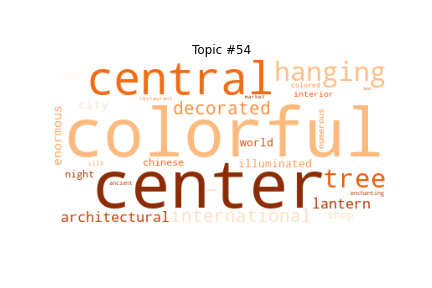 Topic #54
central
hanging
colored
hoi
restaurant
market
interior
city
decorated
colorful
enormous
numerous
world
silk
chinese
illuminated
night
center
tree
ancient
enchanting
lantern
architectural
international
shop